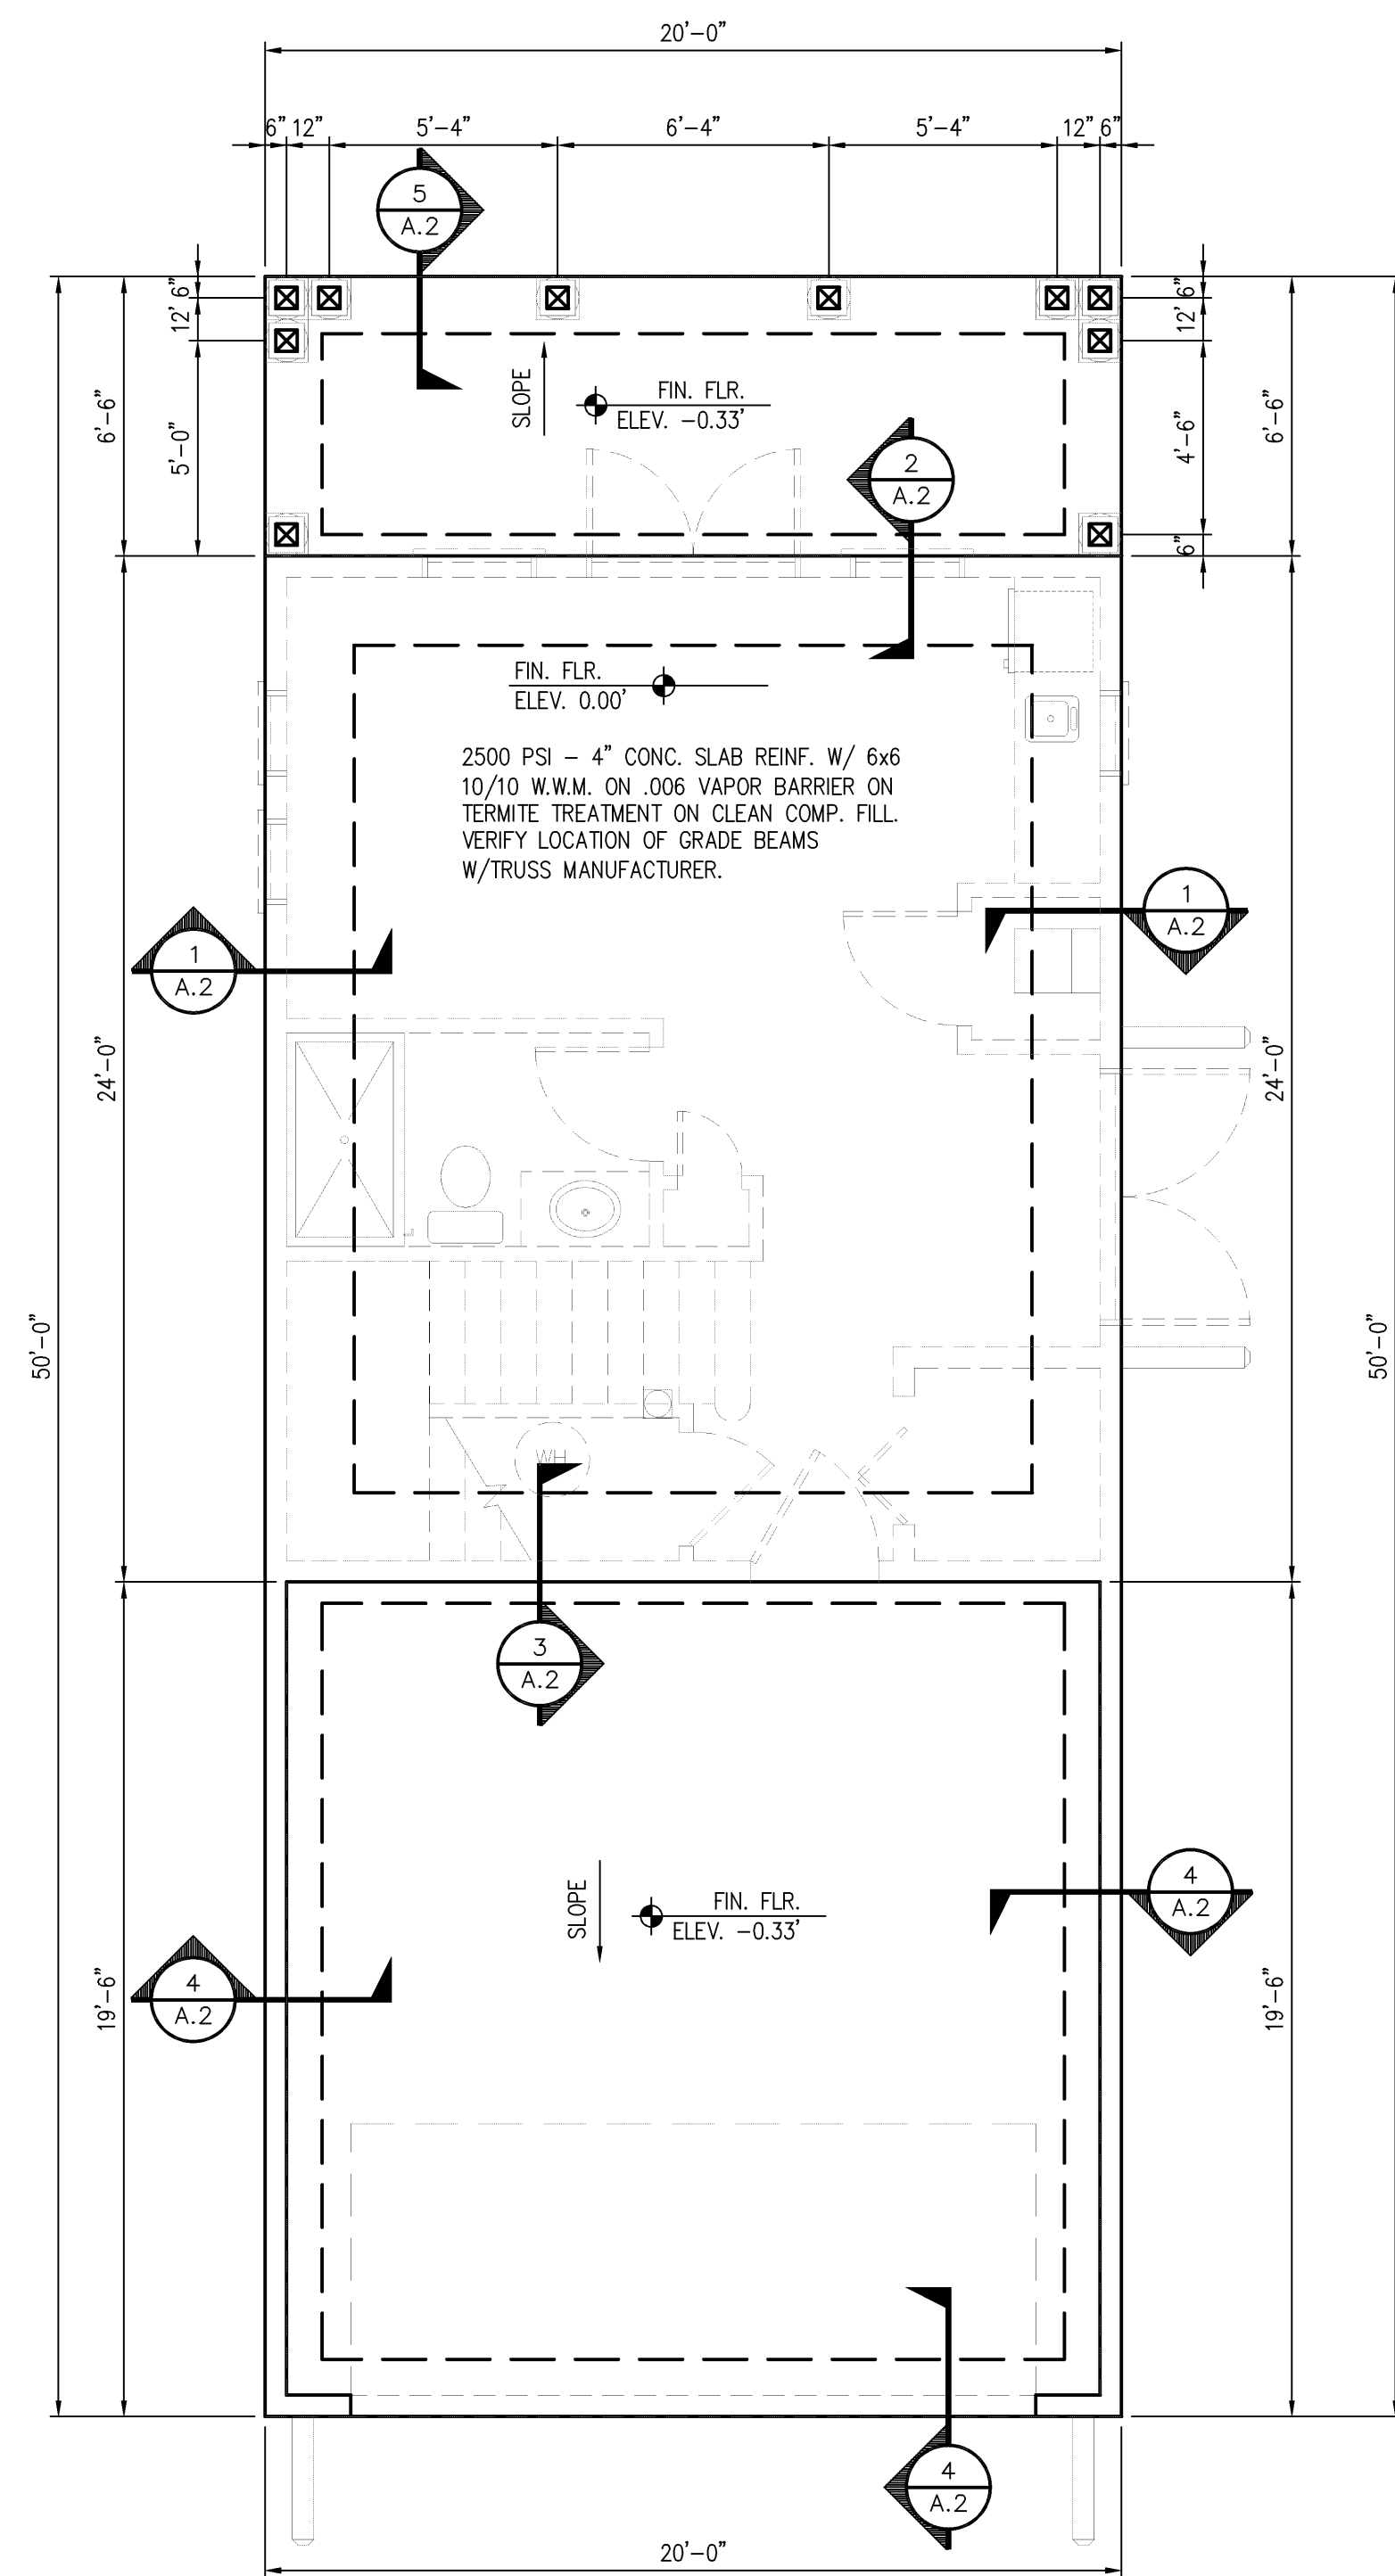 20'-0"
6" 12" 5'-4" 6'-4" 5'-4" 12" 6"
5
A.2
6"
12"
5'-0"
6'-6"
6"
12"
4'-6"
6"
6'-6"
SLOPE
FIN. FLR.
ELEV. -0.33'
2
A.2
FIN. FLR.
ELEV. 0.00'
2500 PSI - 4" CONC. SLAB REINF. W/ 6x6
10/10 W.W.M. ON .006 VAPOR BARRIER ON
TERMITE TREATMENT ON CLEAN COMP. FILL.
VERIFY LOCATION OF GRADE BEAMS
W/TRUSS MANUFACTURER.
1
A.2
1
A.2
24'-0"
24'-0"
50'-0"
50'-0"
WH
3
A.2
SLOPE
FIN. FLR.
ELEV. -0.33'
4
A.2
4
A.2
19'-6"
19'-6"
4
A.2
20'-0"